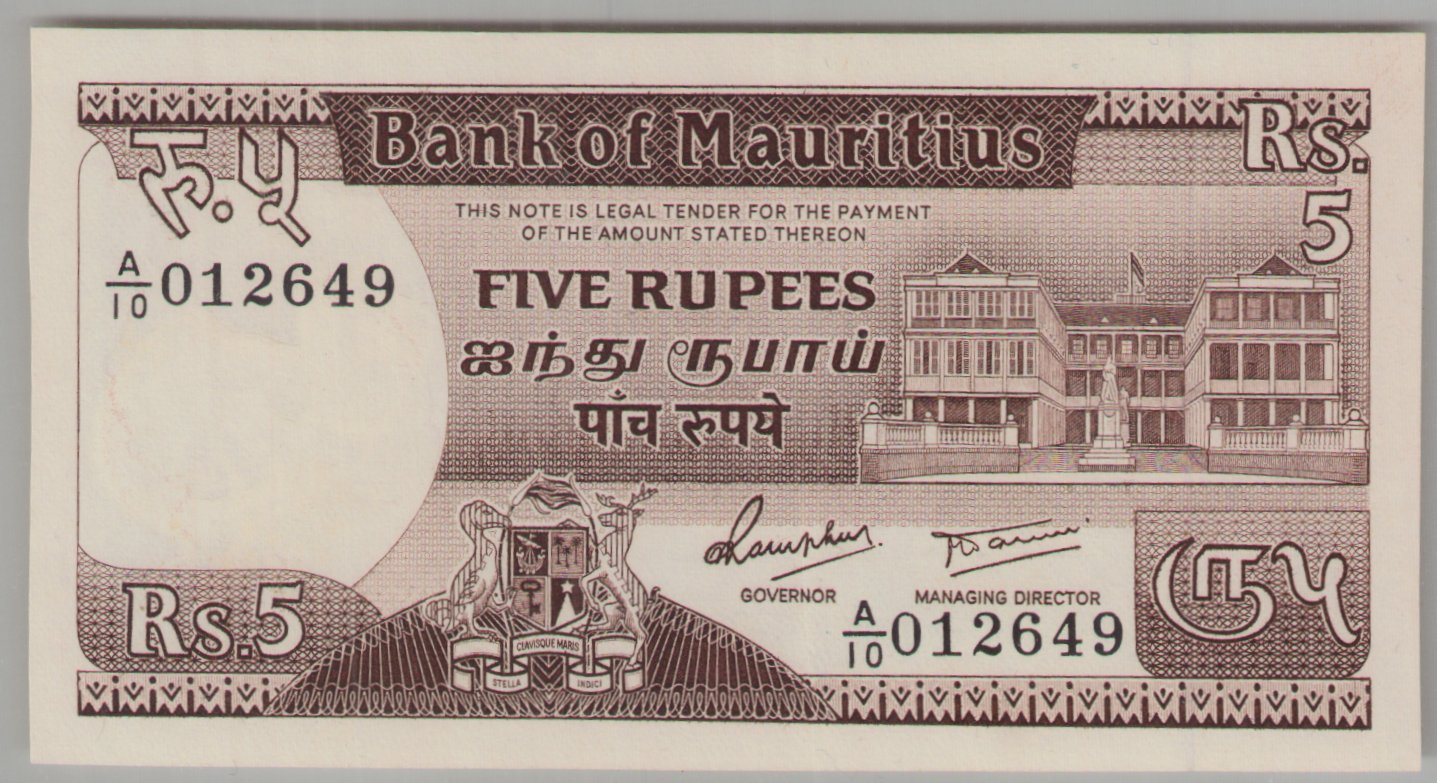 Bank of Mauritius
Rs.
5
रु.५
THIS NOTE IS LEGAL TENDER FOR THE PAYMENT
OF THE AMOUNT STATED THEREON
A/10 012649
FIVE RUPEES
ஐந்து ரூபாய்
पांच रुपये
GOVERNOR
MANAGING DIRECTOR
A/10 012649
Rs.5
CLAVISQUE MARIS
STELLA
INDICI